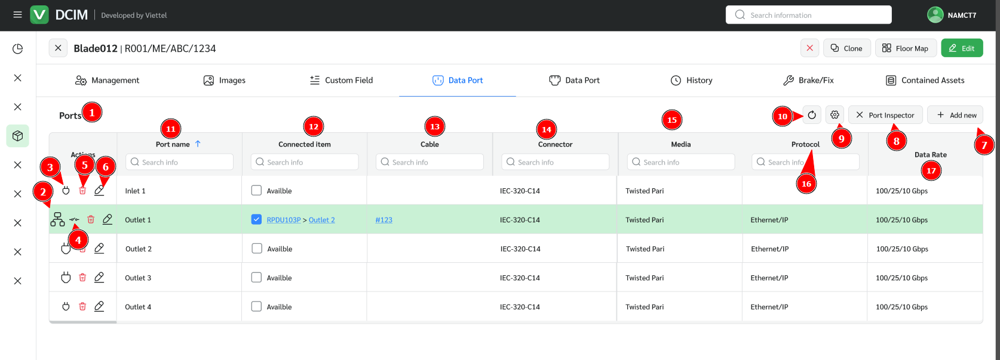 DCIM | Developed by Viettel
Search information
NAMCT7
Blade012 | R001/ME/ABC/1234
Clone
Floor Map
Edit
Management
Images
Custom Field
Data Port
Data Port
History
Brake/Fix
Contained Assets
Ports
1
10
Port Inspector
Add new
9
8
7
11
12
13
14
15
16
17
Actions
Port name
Connected item
Cable
Connector
Media
Protocol
Data Rate
Search info
Search info
Search info
Search info
Search info
Search info
3
5
6
2
4
Inlet 1
Availble
IEC-320-C14
Twisted Pari
100/25/10 Gbps
Outlet 1
RPDU103P > Outlet 2
#123
IEC-320-C14
Twisted Pari
Ethernet/IP
100/25/10 Gbps
Outlet 2
Availble
IEC-320-C14
Twisted Pari
Ethernet/IP
100/25/10 Gbps
Outlet 3
Availble
IEC-320-C14
Twisted Pari
Ethernet/IP
100/25/10 Gbps
Outlet 4
Availble
IEC-320-C14
Twisted Pari
Ethernet/IP
100/25/10 Gbps